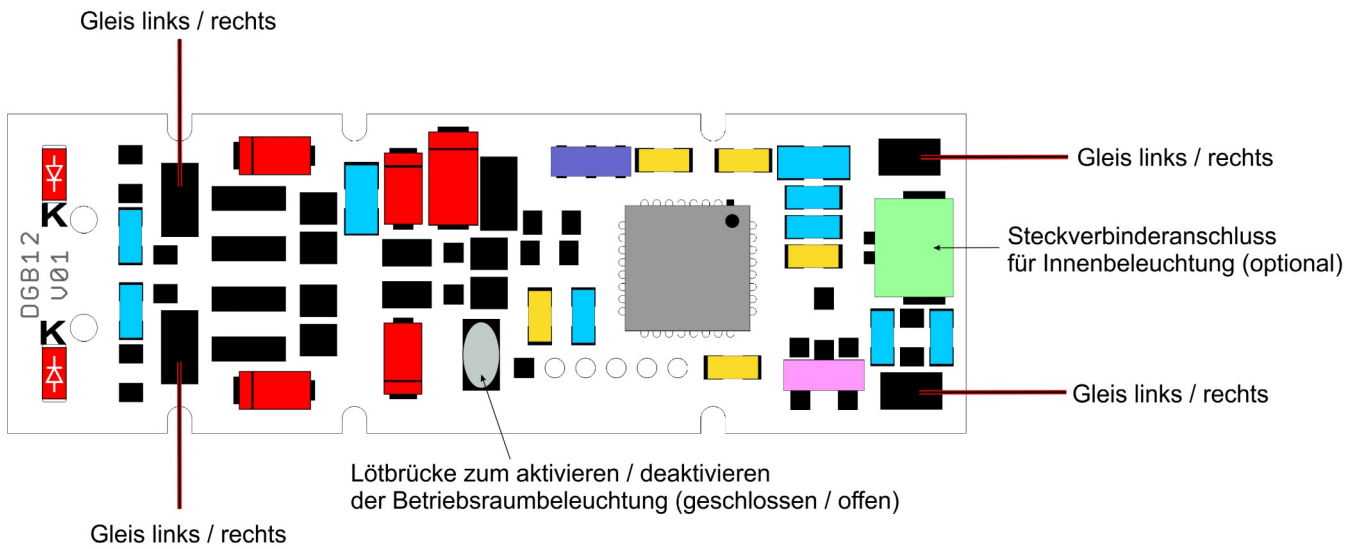 Gleis links / rechts
Gleis links / rechts
Steckverbinderanschluss
für Innenbeleuchtung (optional)
K
DGB12
V01
K
Gleis links / rechts
Lötbrücke zum aktivieren / deaktivieren
der Betriebsraumbeleuchtung (geschlossen / offen)
Gleis links / rechts